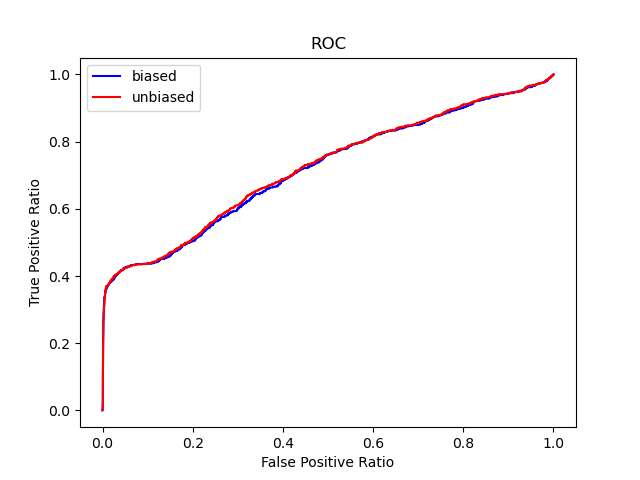 ROC
biased
unbiased
True Positive Ratio
1.0
0.8
0.6
0.4
0.2
0.0
0.0 0.2 0.4 0.6 0.8 1.0
False Positive Ratio